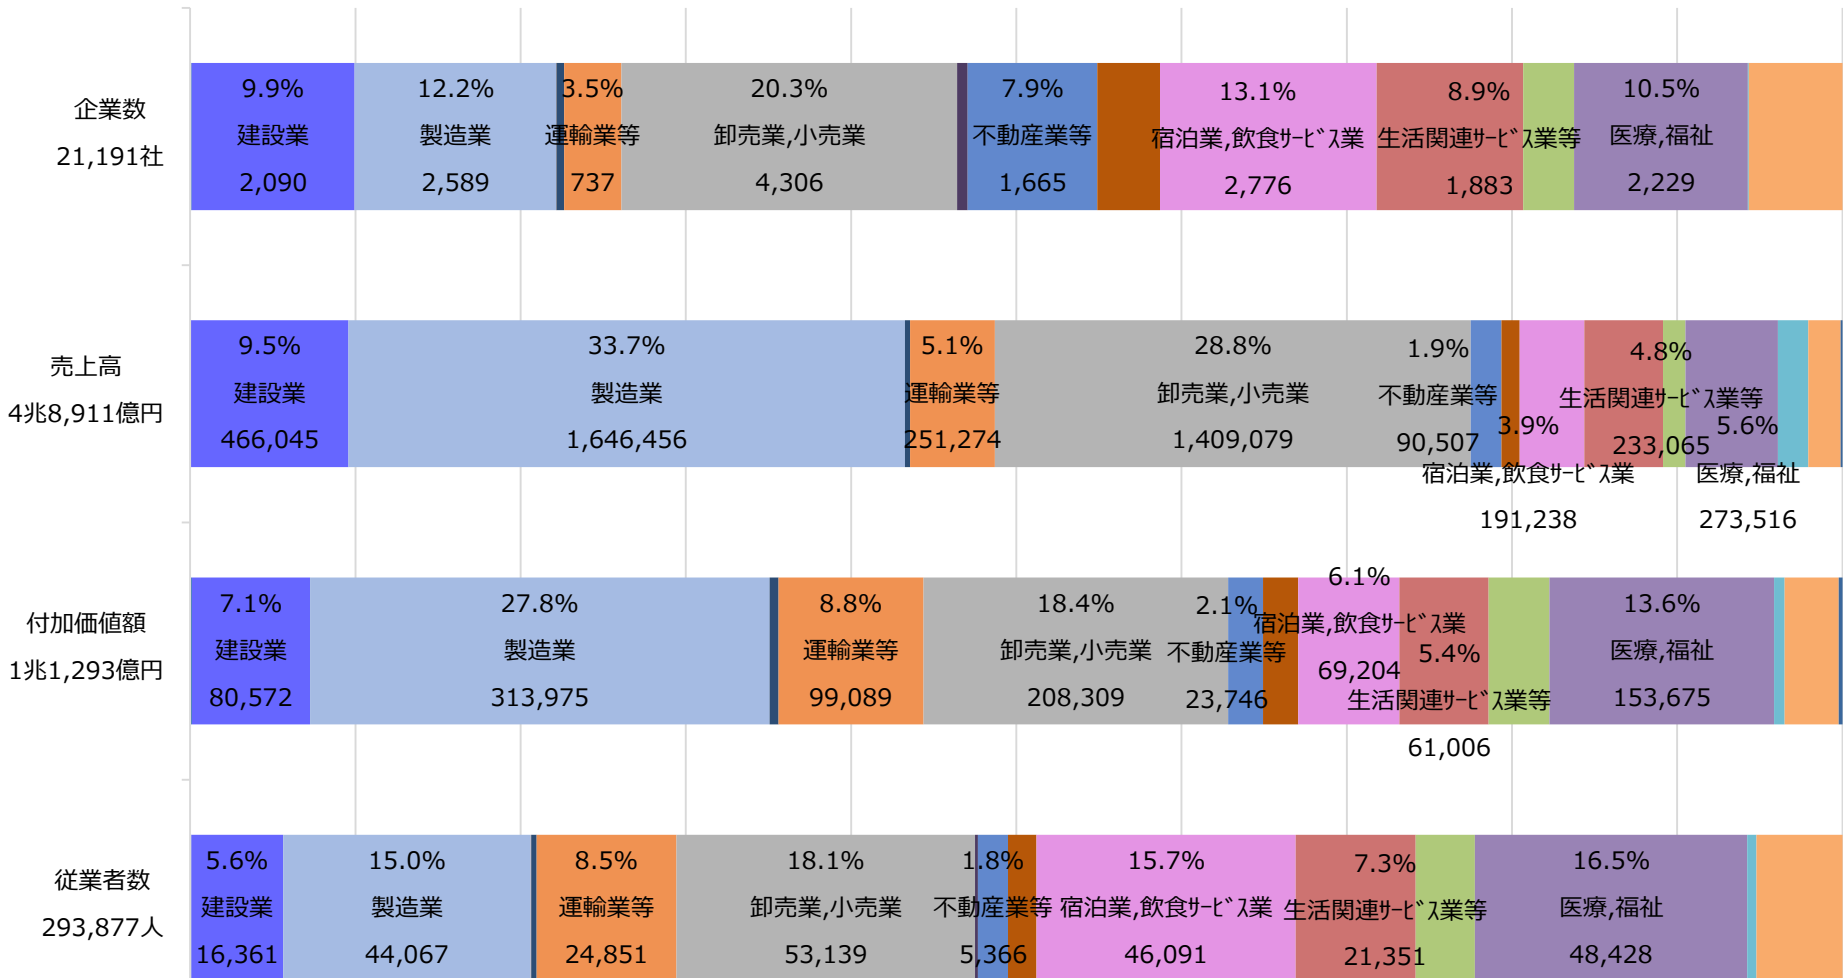 企業数
21,191社
9.9%
建設業
2,090
12.2%
製造業
2,589
3.5%
運輸業等
737
20.3%
卸売業,小売業
4,306
7.9%
不動産業等
1,665
13.1%
宿泊業,飲食ｻｰﾋﾞｽ業
2,776
8.9%
生活関連ｻｰﾋﾞｽ業等
1,883
10.5%
医療,福祉
2,229
売上高
4兆8,911億円
9.5%
建設業
466,045
33.7%
製造業
1,646,456
5.1%
運輸業等
251,274
28.8%
卸売業,小売業
1,409,079
1.9%
不動産業等
90,507
3.9%
宿泊業,飲食ｻｰﾋﾞｽ業
191,238
4.8%
生活関連ｻｰﾋﾞｽ業等
233,065
5.6%
医療,福祉
273,516
付加価値額
1兆1,293億円
7.1%
建設業
80,572
27.8%
製造業
313,975
8.8%
運輸業等
99,089
18.4%
卸売業,小売業
208,309
2.1%
不動産業等
23,746
6.1%
宿泊業,飲食ｻｰﾋﾞｽ業
69,204
5.4%
生活関連ｻｰﾋﾞｽ業等
61,006
13.6%
医療,福祉
153,675
従業者数
293,877人
5.6%
建設業
16,361
15.0%
製造業
44,067
8.5%
運輸業等
24,851
18.1%
卸売業,小売業
53,139
1.8%
不動産業等
5,366
15.7%
宿泊業,飲食ｻｰﾋﾞｽ業
46,091
7.3%
生活関連ｻｰﾋﾞｽ業等
21,351
16.5%
医療,福祉
48,428